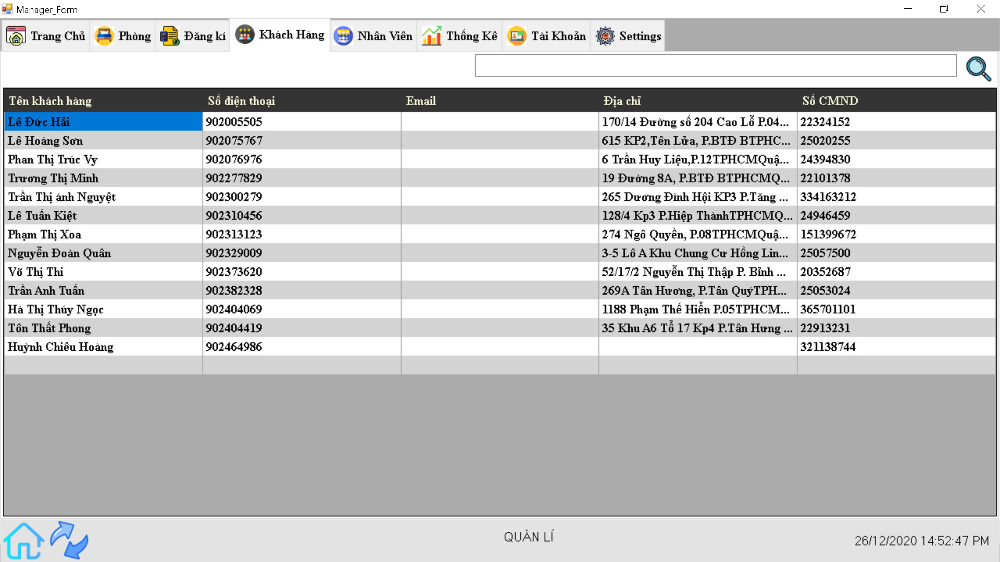 Manager_Form
Trang Chủ Phòng Đăng kí Khách Hàng Nhân Viên Thống Kê Tài Khoản Settings
Tên khách hàng Số điện thoại Email Địa chỉ Số CMND
Lê Đức Hải 902005505 170/14 Đường số 204 Cao Lỗ P.04... 22324152
Lê Hoàng Sơn 902075767 615 KP2,Tên Lửa, P.BTĐ BTPHC... 25020255
Phan Thị Trúc Vy 902076976 6 Trần Huy Liệu,P.12TPHCMQuậ... 24394830
Trương Thị Minh 902277829 19 Đường 8A, P.BTĐ BTPHCMQ... 22101378
Trần Thị ánh Nguyệt 902300279 265 Dương Đình Hội KP3 P.Tăng ... 334163212
Lê Tuấn Kiệt 902310456 128/4 Kp3 P.Hiệp ThànhTPHCMQ... 24946459
Phạm Thị Xoa 902313123 274 Ngô Quyền, P.08TPHCMQuậ... 151399672
Nguyễn Đoàn Quân 902329009 3-5 Lô A Khu Chung Cư Hồng Lin... 25057500
Võ Thị Thi 902373620 52/17/2 Nguyễn Thị Thập P. Bình ... 20352687
Trần Anh Tuấn 902382328 269A Tân Hương, P.Tân QuýTPH... 25053024
Hà Thị Thúy Ngọc 902404069 1188 Phạm Thế Hiển P.05TPHCM... 365701101
Tôn Thất Phong 902404419 35 Khu A6 Tổ 17 Kp4 P.Tân Hưng ... 22913231
Huỳnh Chiêu Hoàng 902464986 321138744
QUẢN LÍ
26/12/2020 14:52:47 PM